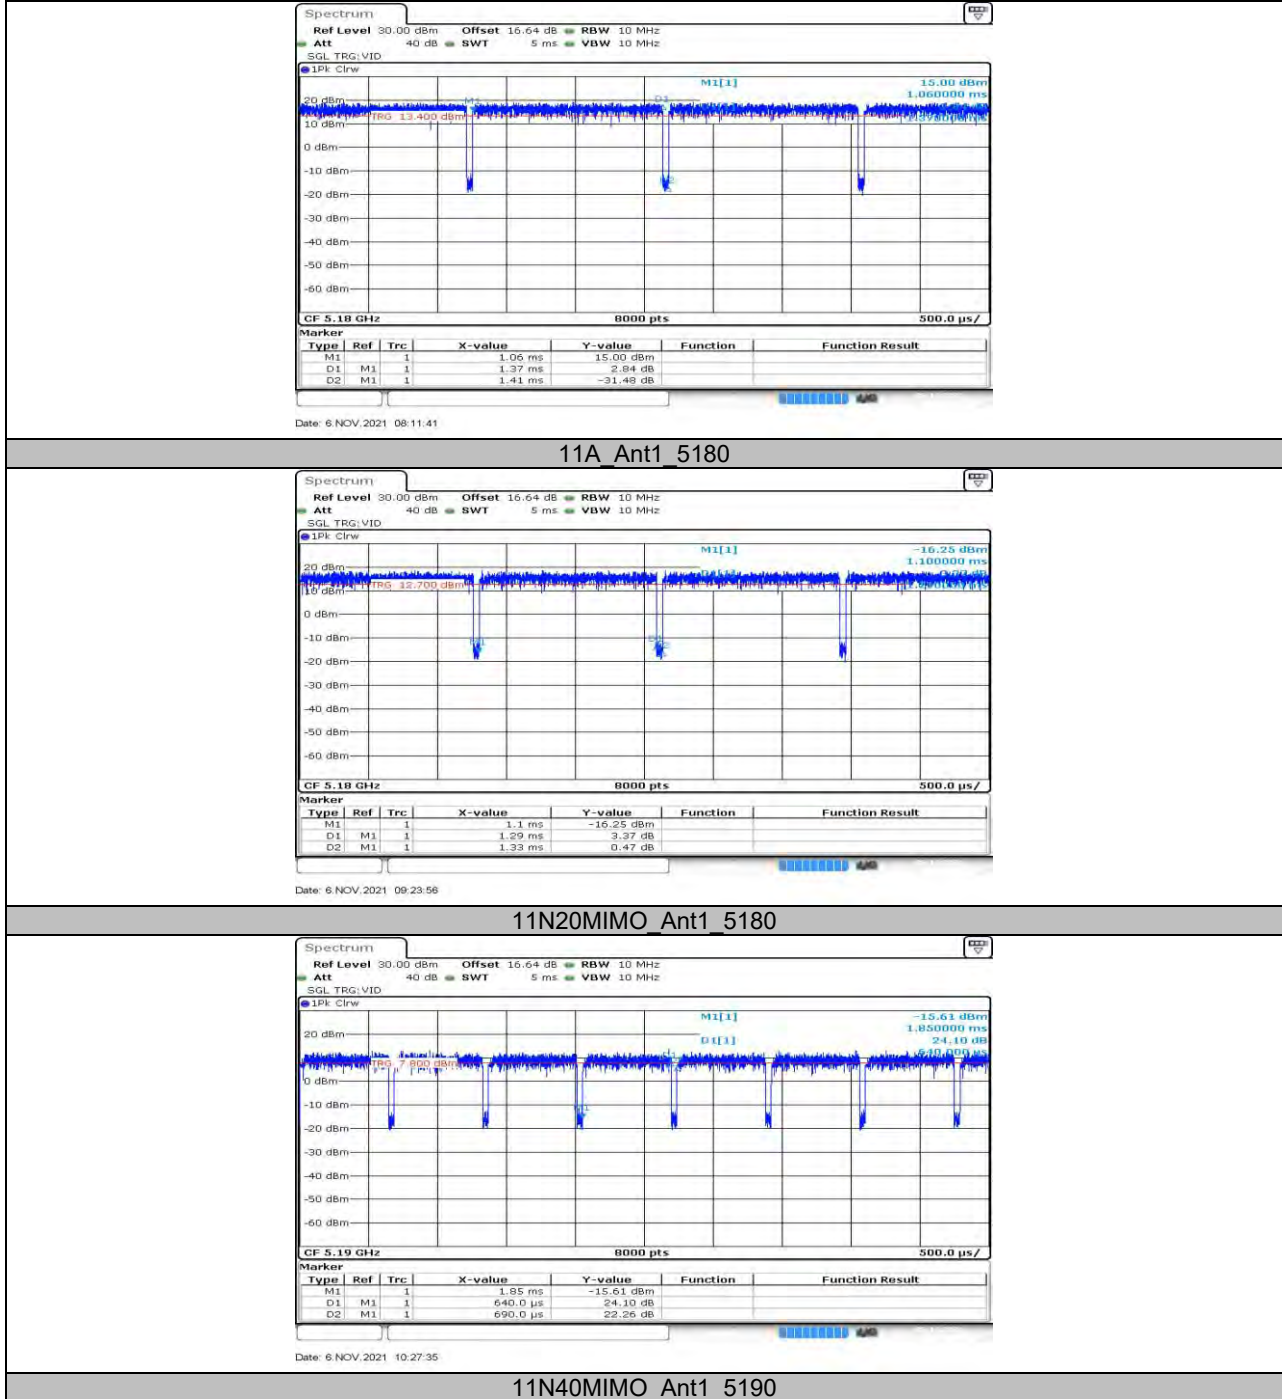 Spectrum
Ref Level 30.00 dBm Offset 16.64 dB RBW 10 MHz
Att 40 dB SWT 5 ms VBW 10 MHz
SGL TRG:VID
1Pk Clrw
M1[1] 15.00 dBm
1.060000 ms
20 dBm
M1
D1
TRG 13.400 dBm
10 dBm
0 dBm
-10 dBm
-20 dBm
-30 dBm
-40 dBm
-50 dBm
-60 dBm
CF 5.18 GHz 8000 pts 500.0 µs/
Marker
Type Ref Trc X-value Y-value Function Function Result
M1 1 1.06 ms 15.00 dBm
D1 M1 1 1.37 ms 2.84 dB
D2 M1 1 1.41 ms -31.48 dB
Date: 6.NOV.2021 08:11:41
11A_Ant1_5180
Spectrum
Ref Level 30.00 dBm Offset 16.64 dB RBW 10 MHz
Att 40 dB SWT 5 ms VBW 10 MHz
SGL TRG:VID
1Pk Clrw
M1[1] -16.25 dBm
1.100000 ms
20 dBm
TRG 12.700 dBm
10 dBm
0 dBm
-10 dBm
-20 dBm
-30 dBm
-40 dBm
-50 dBm
-60 dBm
CF 5.18 GHz 8000 pts 500.0 µs/
Marker
Type Ref Trc X-value Y-value Function Function Result
M1 1 1.1 ms -16.25 dBm
D1 M1 1 1.29 ms 3.37 dB
D2 M1 1 1.33 ms 0.47 dB
Date: 6.NOV.2021 09:23:56
11N20MIMO_Ant1_5180
Spectrum
Ref Level 30.00 dBm Offset 16.64 dB RBW 10 MHz
Att 40 dB SWT 5 ms VBW 10 MHz
SGL TRG:VID
1Pk Clrw
M1[1] -15.61 dBm
1.850000 ms
20 dBm
D1[1] 24.10 dB
640.000 µs
TRG 7.800 dBm
0 dBm
-10 dBm
-20 dBm
-30 dBm
-40 dBm
-50 dBm
-60 dBm
CF 5.19 GHz 8000 pts 500.0 µs/
Marker
Type Ref Trc X-value Y-value Function Function Result
M1 1 1.85 ms -15.61 dBm
D1 M1 1 640.0 µs 24.10 dB
D2 M1 1 690.0 µs 22.26 dB
Date: 6.NOV.2021 10:27:35
11N40MIMO_Ant1_5190